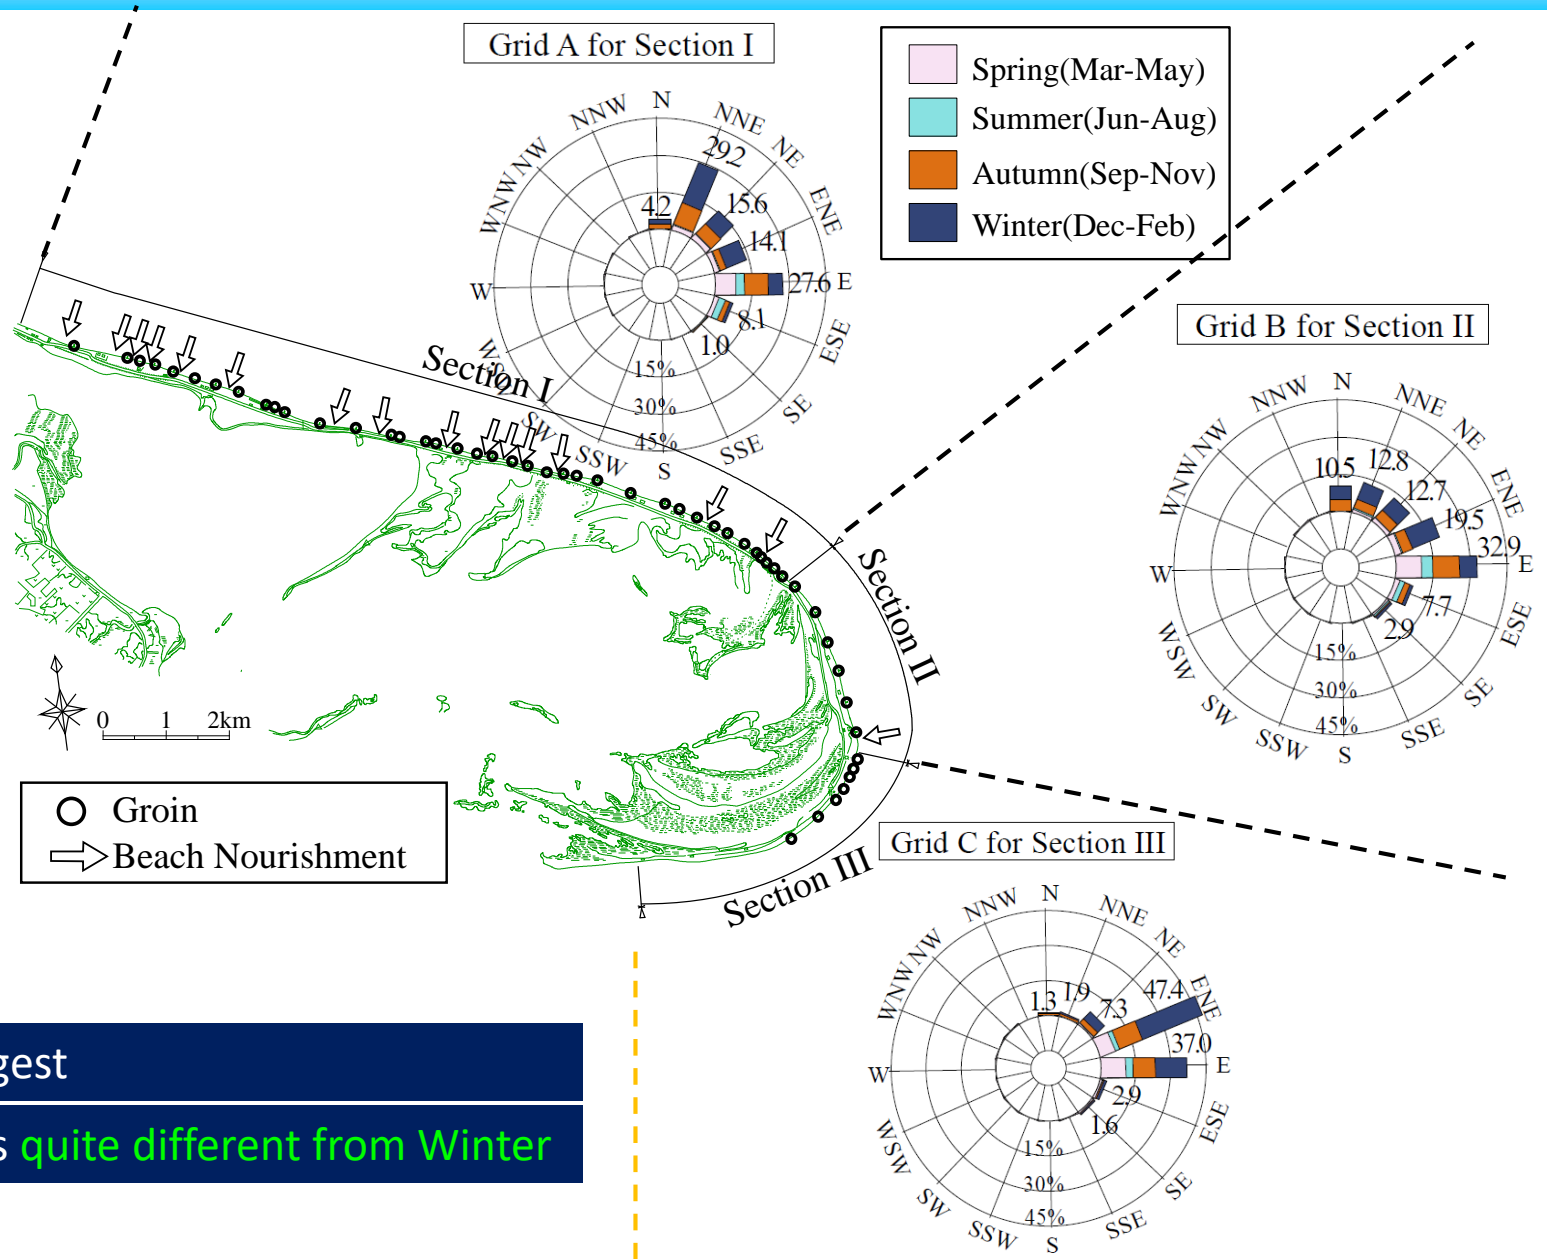 Grid A for Section I
N
NNW
NNE
NW
NE
WNW
ENE
W
E
WSW
ESE
SW
SE
SSW
SSE
S
4.2
29.2
15.6
14.1
27.6
8.1
1.0
15%
30%
45%
Spring(Mar-May)
Summer(Jun-Aug)
Autumn(Sep-Nov)
Winter(Dec-Feb)
Section I
Section II
Section III
Grid B for Section II
N
NNW
NNE
NW
NE
WNW
ENE
W
E
WSW
ESE
SW
SE
SSW
SSE
S
10.5
12.8
12.7
19.5
32.9
7.7
2.9
15%
30%
45%
0 1 2km
Groin
Beach Nourishment
Grid C for Section III
N
NNW
NNE
NW
NE
WNW
ENE
W
E
WSW
ESE
SW
SE
SSW
SSE
S
1.3
1.9
7.3
47.4
37.0
2.9
1.6
15%
30%
45%
gest
s quite different from Winter